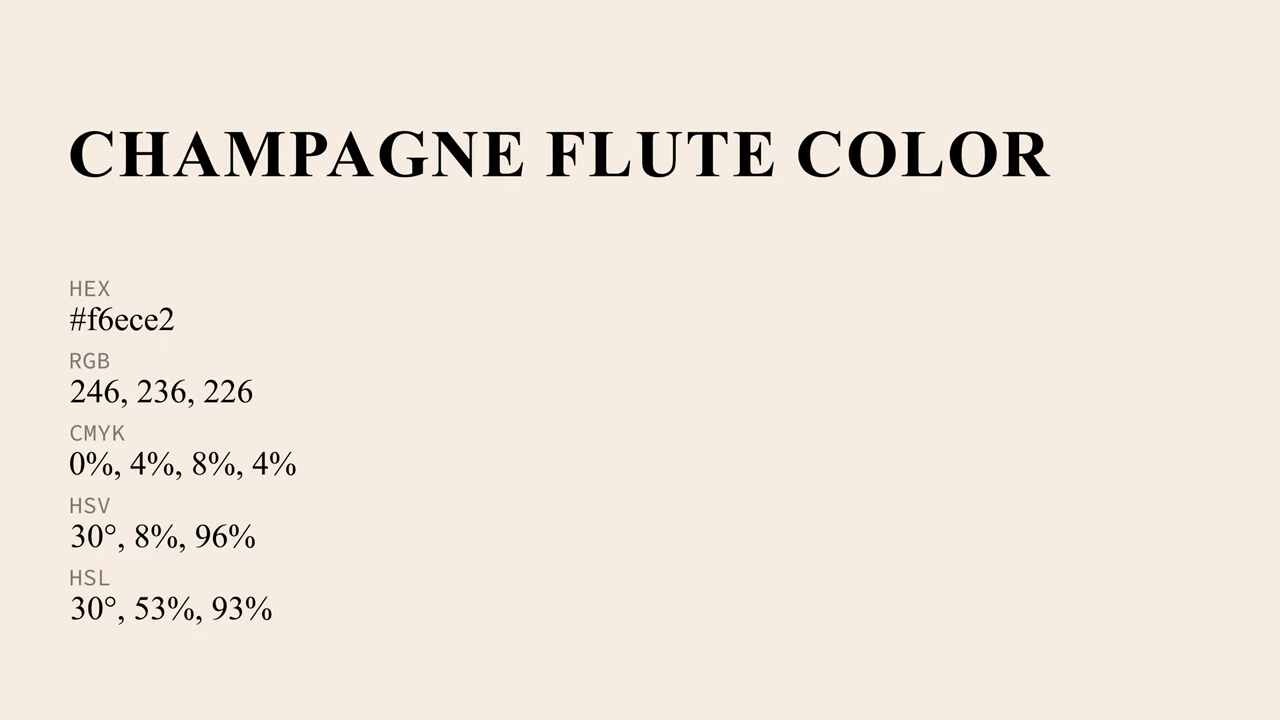 CHAMPAGNE FLUTE COLOR
HEX
#f6ece2
RGB
246, 236, 226
CMYK
0%, 4%, 8%, 4%
HSV
30°, 8%, 96%
HSL
30°, 53%, 93%